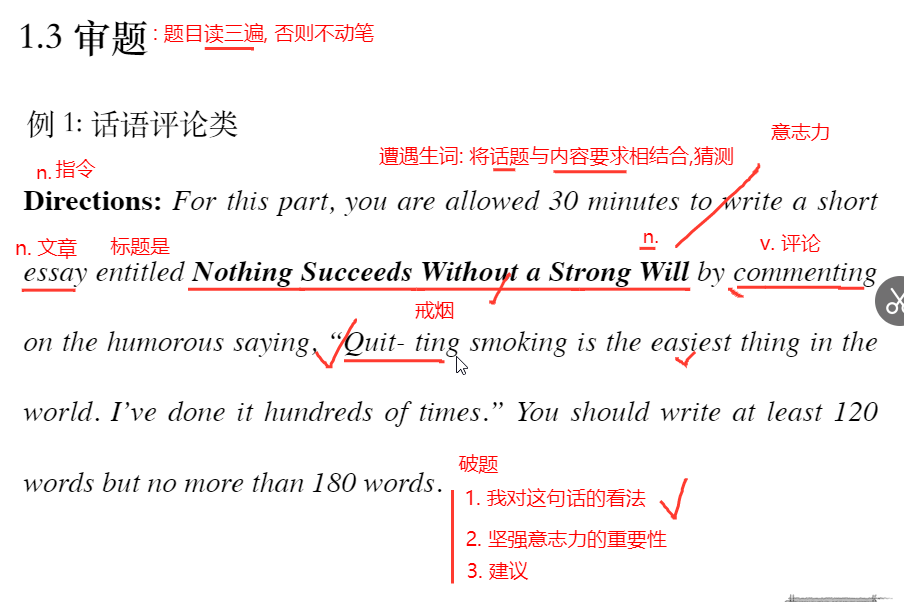 1.3 审题 : 题目读三遍, 否则不动笔
例 1: 话语评论类
意志力
遭遇生词: 将话题与内容要求相结合,猜测
n. 指令
Directions: For this part, you are allowed 30 minutes to write a short
n. 文章 标题是 n. v. 评论
essay entitled Nothing Succeeds Without a Strong Will by commenting
戒烟
on the humorous saying, “Quit- ting smoking is the easiest thing in the
world. I’ve done it hundreds of times.” You should write at least 120
words but no more than 180 words.
破题
1. 我对这句话的看法
2. 坚强意志力的重要性
3. 建议